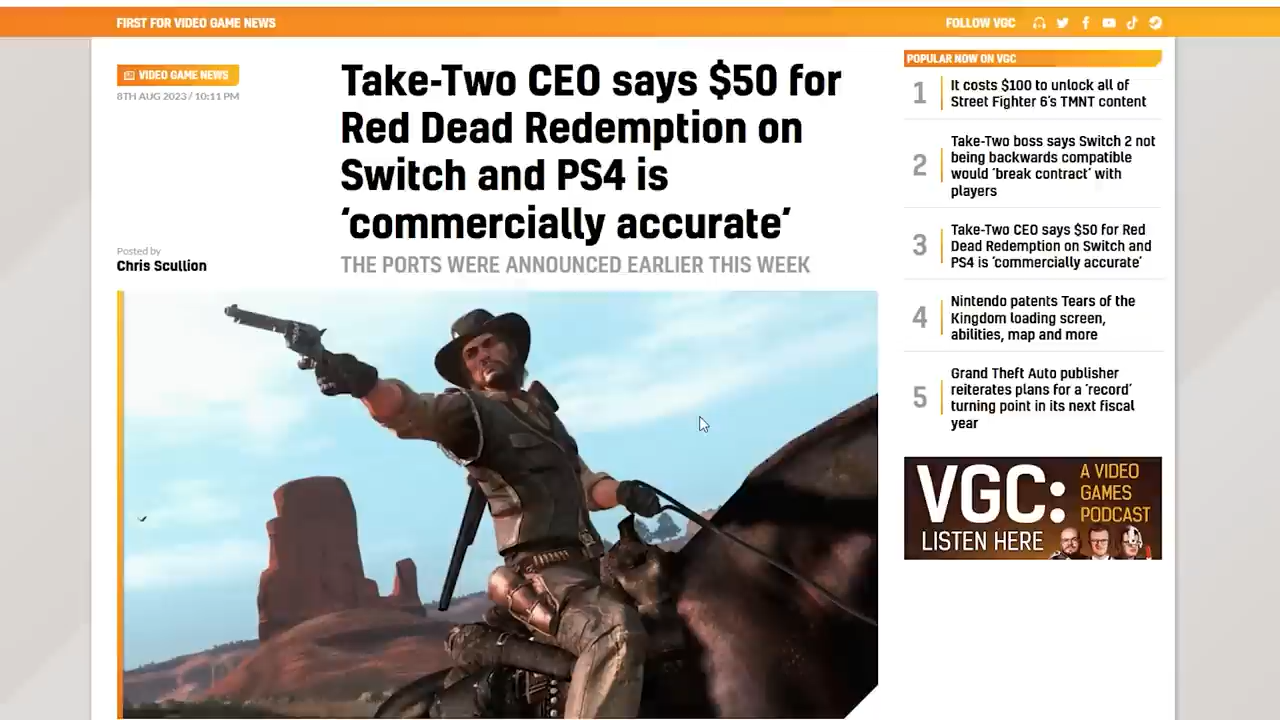 FIRST FOR VIDEO GAME NEWS
FOLLOW VGC
VIDEO GAME NEWS
8TH AUG 2023 / 10:11 PM
Take-Two CEO says $50 for
Red Dead Redemption on
Switch and PS4 is
‘commercially accurate’
THE PORTS WERE ANNOUNCED EARLIER THIS WEEK
Posted by
Chris Scullion
POPULAR NOW ON VGC
1
It costs $100 to unlock all of
Street Fighter 6’s TMNT content
2
Take-Two boss says Switch 2 not
being backwards compatible
would ‘break contract’ with
players
3
Take-Two CEO says $50 for Red
Dead Redemption on Switch and
PS4 is ‘commercially accurate’
4
Nintendo patents Tears of the
Kingdom loading screen,
abilities, map and more
5
Grand Theft Auto publisher
reiterates plans for a ‘record’
turning point in its next fiscal
year
VGC:
LISTEN HERE
A VIDEO
GAMES
PODCAST